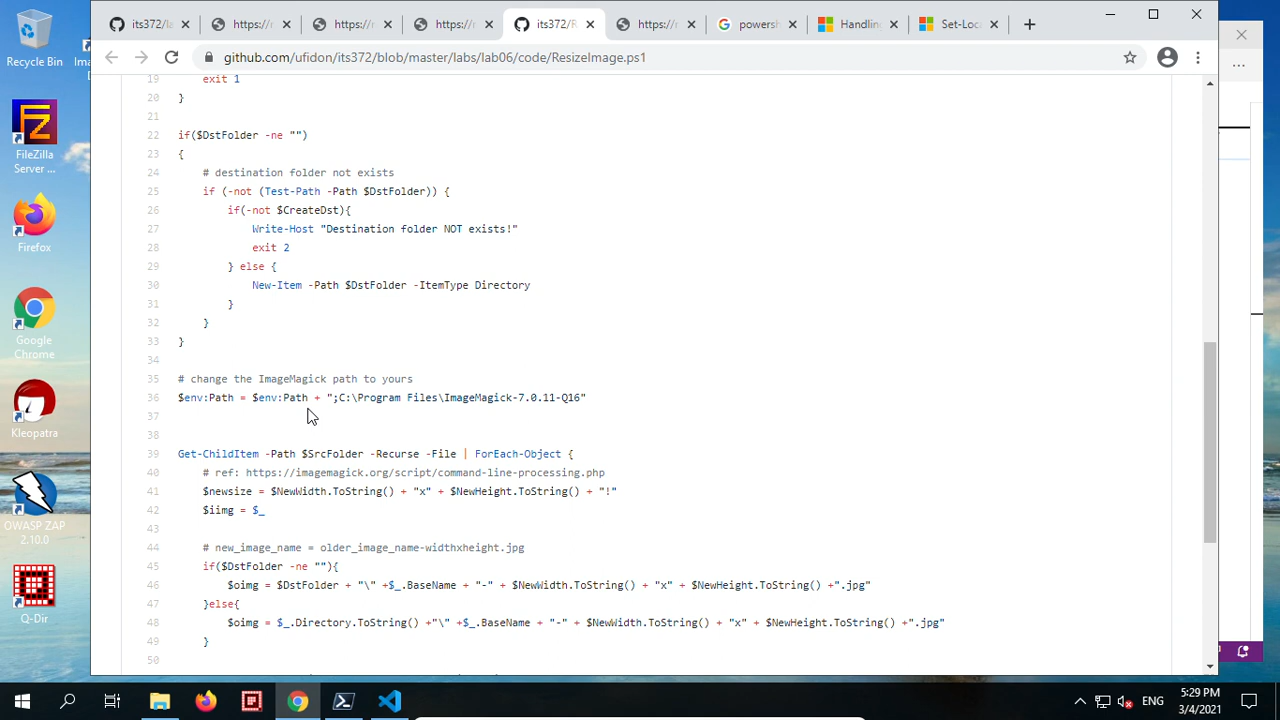 Recycle Bin
FileZilla
Server ...
Firefox
Google
Chrome
Kleopatra
OWASP ZAP
2.10.0
Q-Dir
its372/la
https://r
https://r
https://r
its372/R
https://r
powersh
Handling
Set-Loca
github.com/ufidon/its372/blob/master/labs/lab06/code/ResizeImage.ps1
19 exit 1
20 }
21
22 if($DstFolder -ne "")
23 {
24 # destination folder not exists
25 if (-not (Test-Path -Path $DstFolder)) {
26 if(-not $CreateDst){
27 Write-Host "Destination folder NOT exists!"
28 exit 2
29 } else {
30 New-Item -Path $DstFolder -ItemType Directory
31 }
32 }
33 }
34
35 # change the ImageMagick path to yours
36 $env:Path = $env:Path + ";C:\Program Files\ImageMagick-7.0.11-Q16"
37
38
39 Get-ChildItem -Path $SrcFolder -Recurse -File | ForEach-Object {
40 # ref: https://imagemagick.org/script/command-line-processing.php
41 $newsize = $NewWidth.ToString() + "x" + $NewHeight.ToString() + "!"
42 $iimg = $_
43
44 # new_image_name = older_image_name-widthxheight.jpg
45 if($DstFolder -ne ""){
46 $oimg = $DstFolder + "\" +$_.BaseName + "-" + $NewWidth.ToString() + "x" + $NewHeight.ToString() +".jpg"
47 }else{
48 $oimg = $_.Directory.ToString() +"\" +$_.BaseName + "-" + $NewWidth.ToString() + "x" + $NewHeight.ToString() +".jpg"
49 }
50
ENG
5:29 PM
3/4/2021